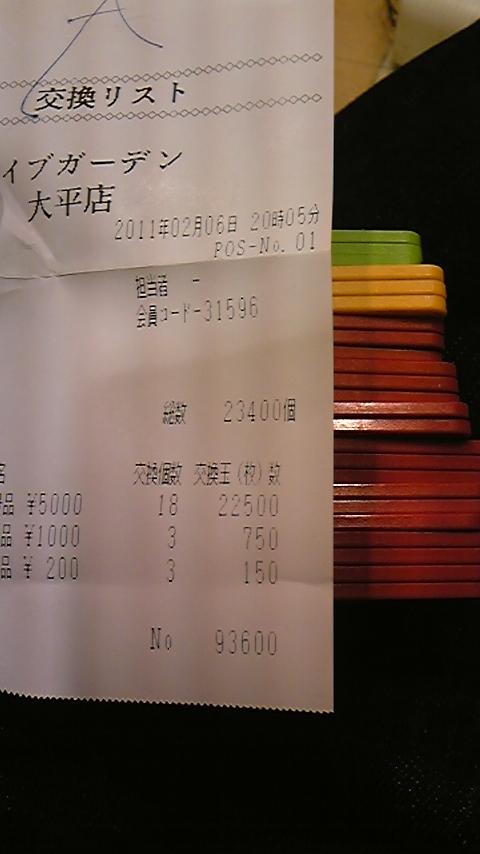 交換リスト
ィブガーデン
大平店
2011年02月06日 20時05分
POS-No. 01
担当者 -
会員コード-31596
総数 23400個
名 交換個数 交換玉(枚)数
品 ¥5000 18 22500
品 ¥1000 3 750
品 ¥ 200 3 150
No 93600